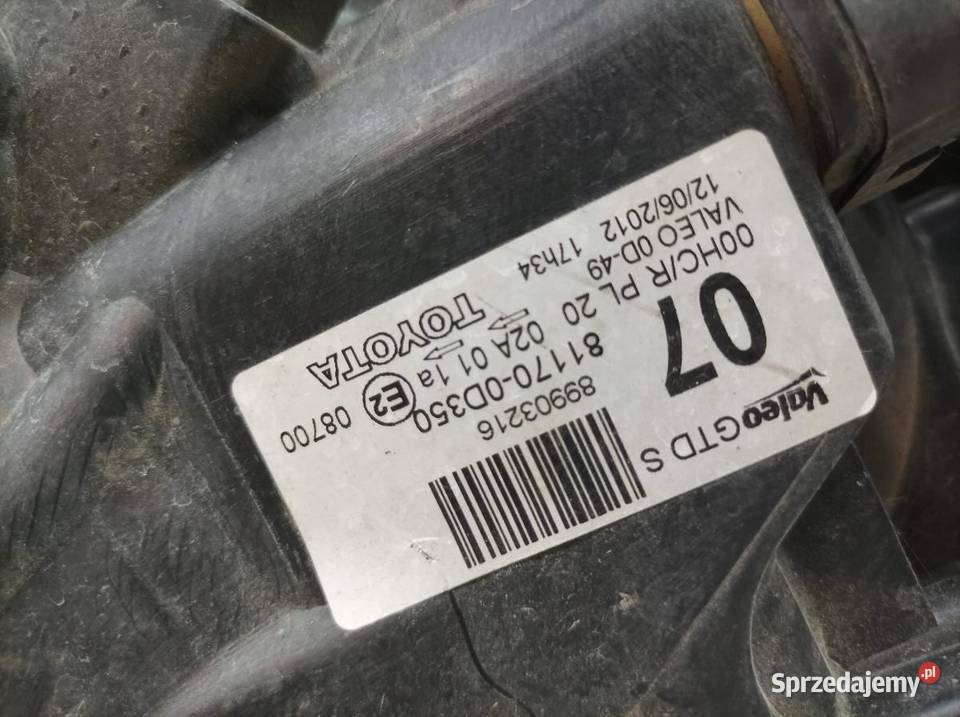 Valeo GTD S
89903216
81170-0D350
07
00HC/R PL 20 02A 01 1a E2 08700
VALEO 0D-49
12/06/2012 17h34
TOYOTA
Sprzedajemy.pl